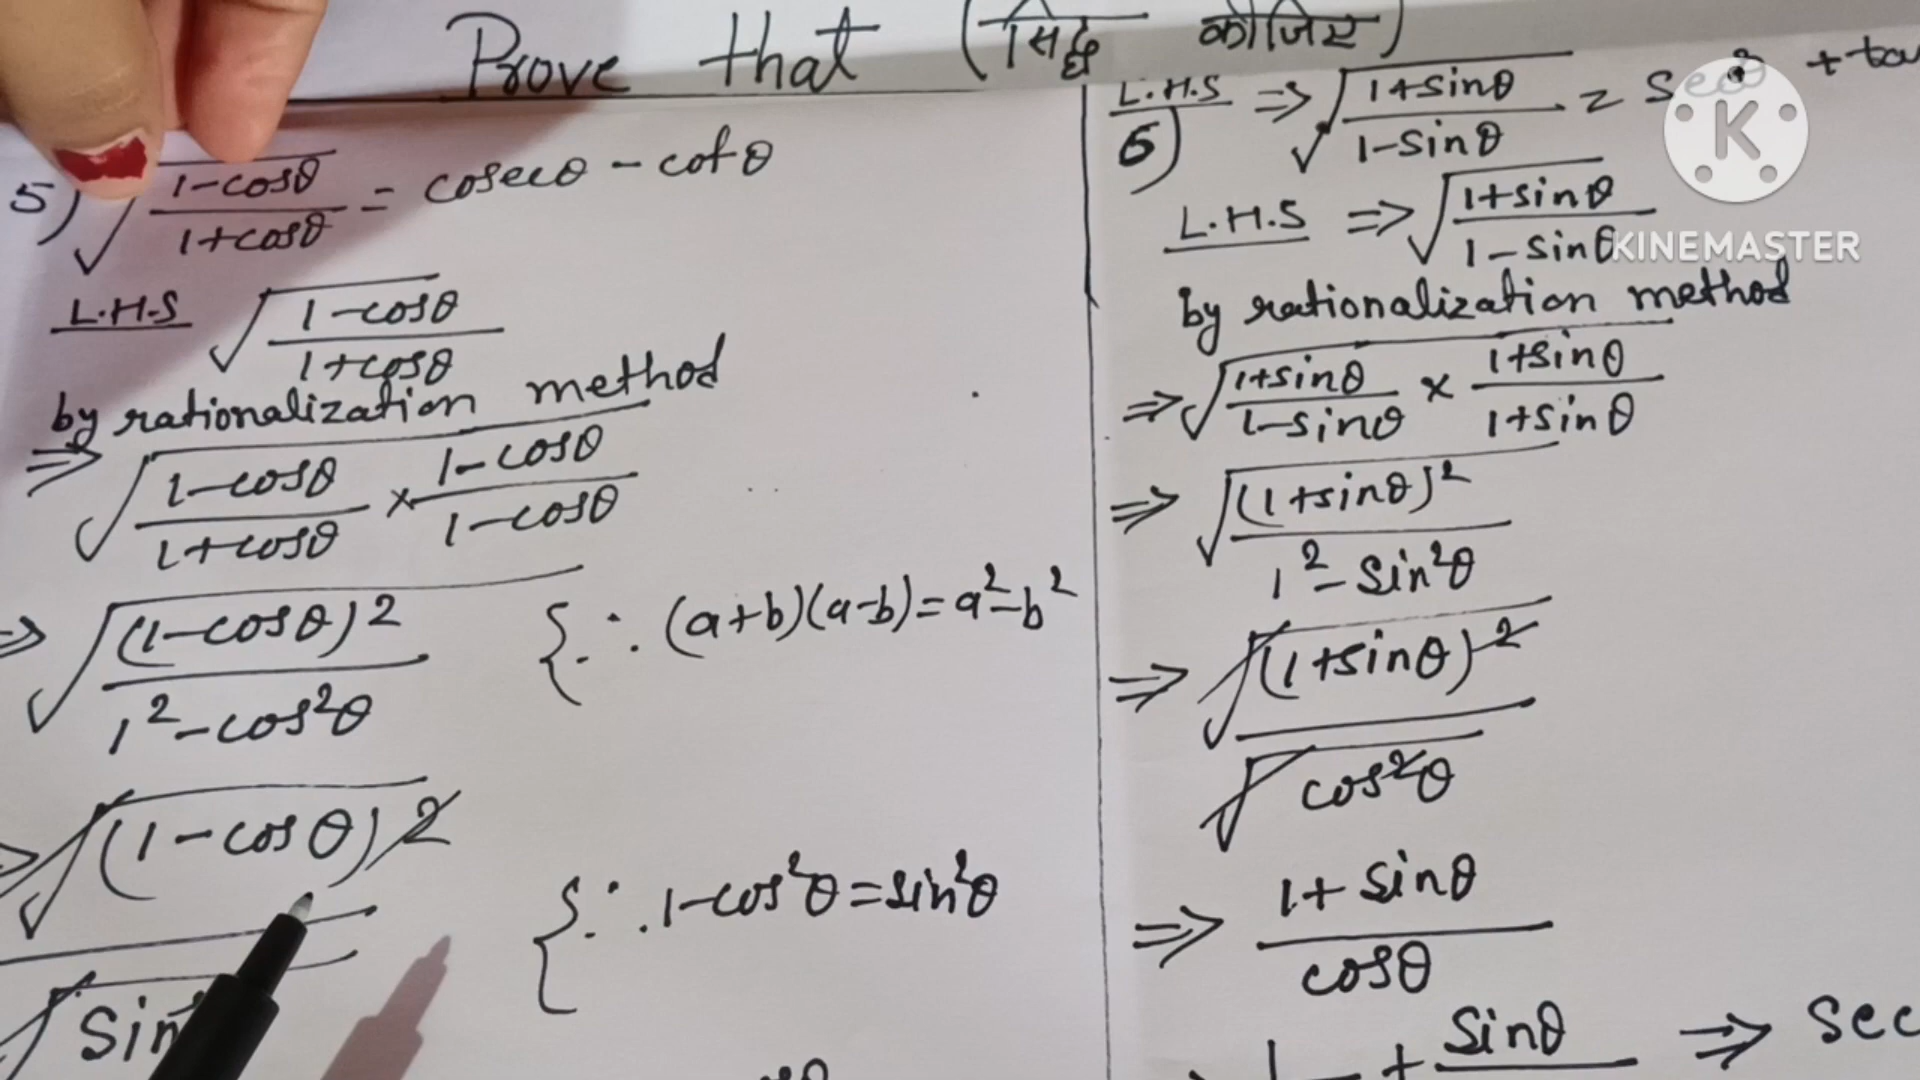 Prove that (सिद्ध कीजिए)
5) √(1-cosθ)/(1+cosθ) = cosecθ - cotθ
L.H.S √(1-cosθ)/(1+cosθ)
by rationalization method
⇒ √(1-cosθ)/(1+cosθ) × (1-cosθ)/(1-cosθ)
⇒ √(1-cosθ)²/(1²-cos²θ) {∵ (a+b)(a-b)=a²-b²
⇒ √(1-cosθ)²
√Sin {∵ 1-cos²θ=sin²θ
L.H.S ⇒ √(1+sinθ)/(1-sinθ) = Secθ + tan
6)
L.H.S ⇒ √(1+sinθ)/(1-sinθ)
KINEMASTER
by rationalization method
⇒ √(1+sinθ)/(1-sinθ) × (1+sinθ)/(1+sinθ)
⇒ √(1+sinθ)²/(1²-sin²θ)
⇒ √(1+sinθ)²/√cos²θ
⇒ (1+sinθ)/cosθ
+ Sinθ ⇒ Sec